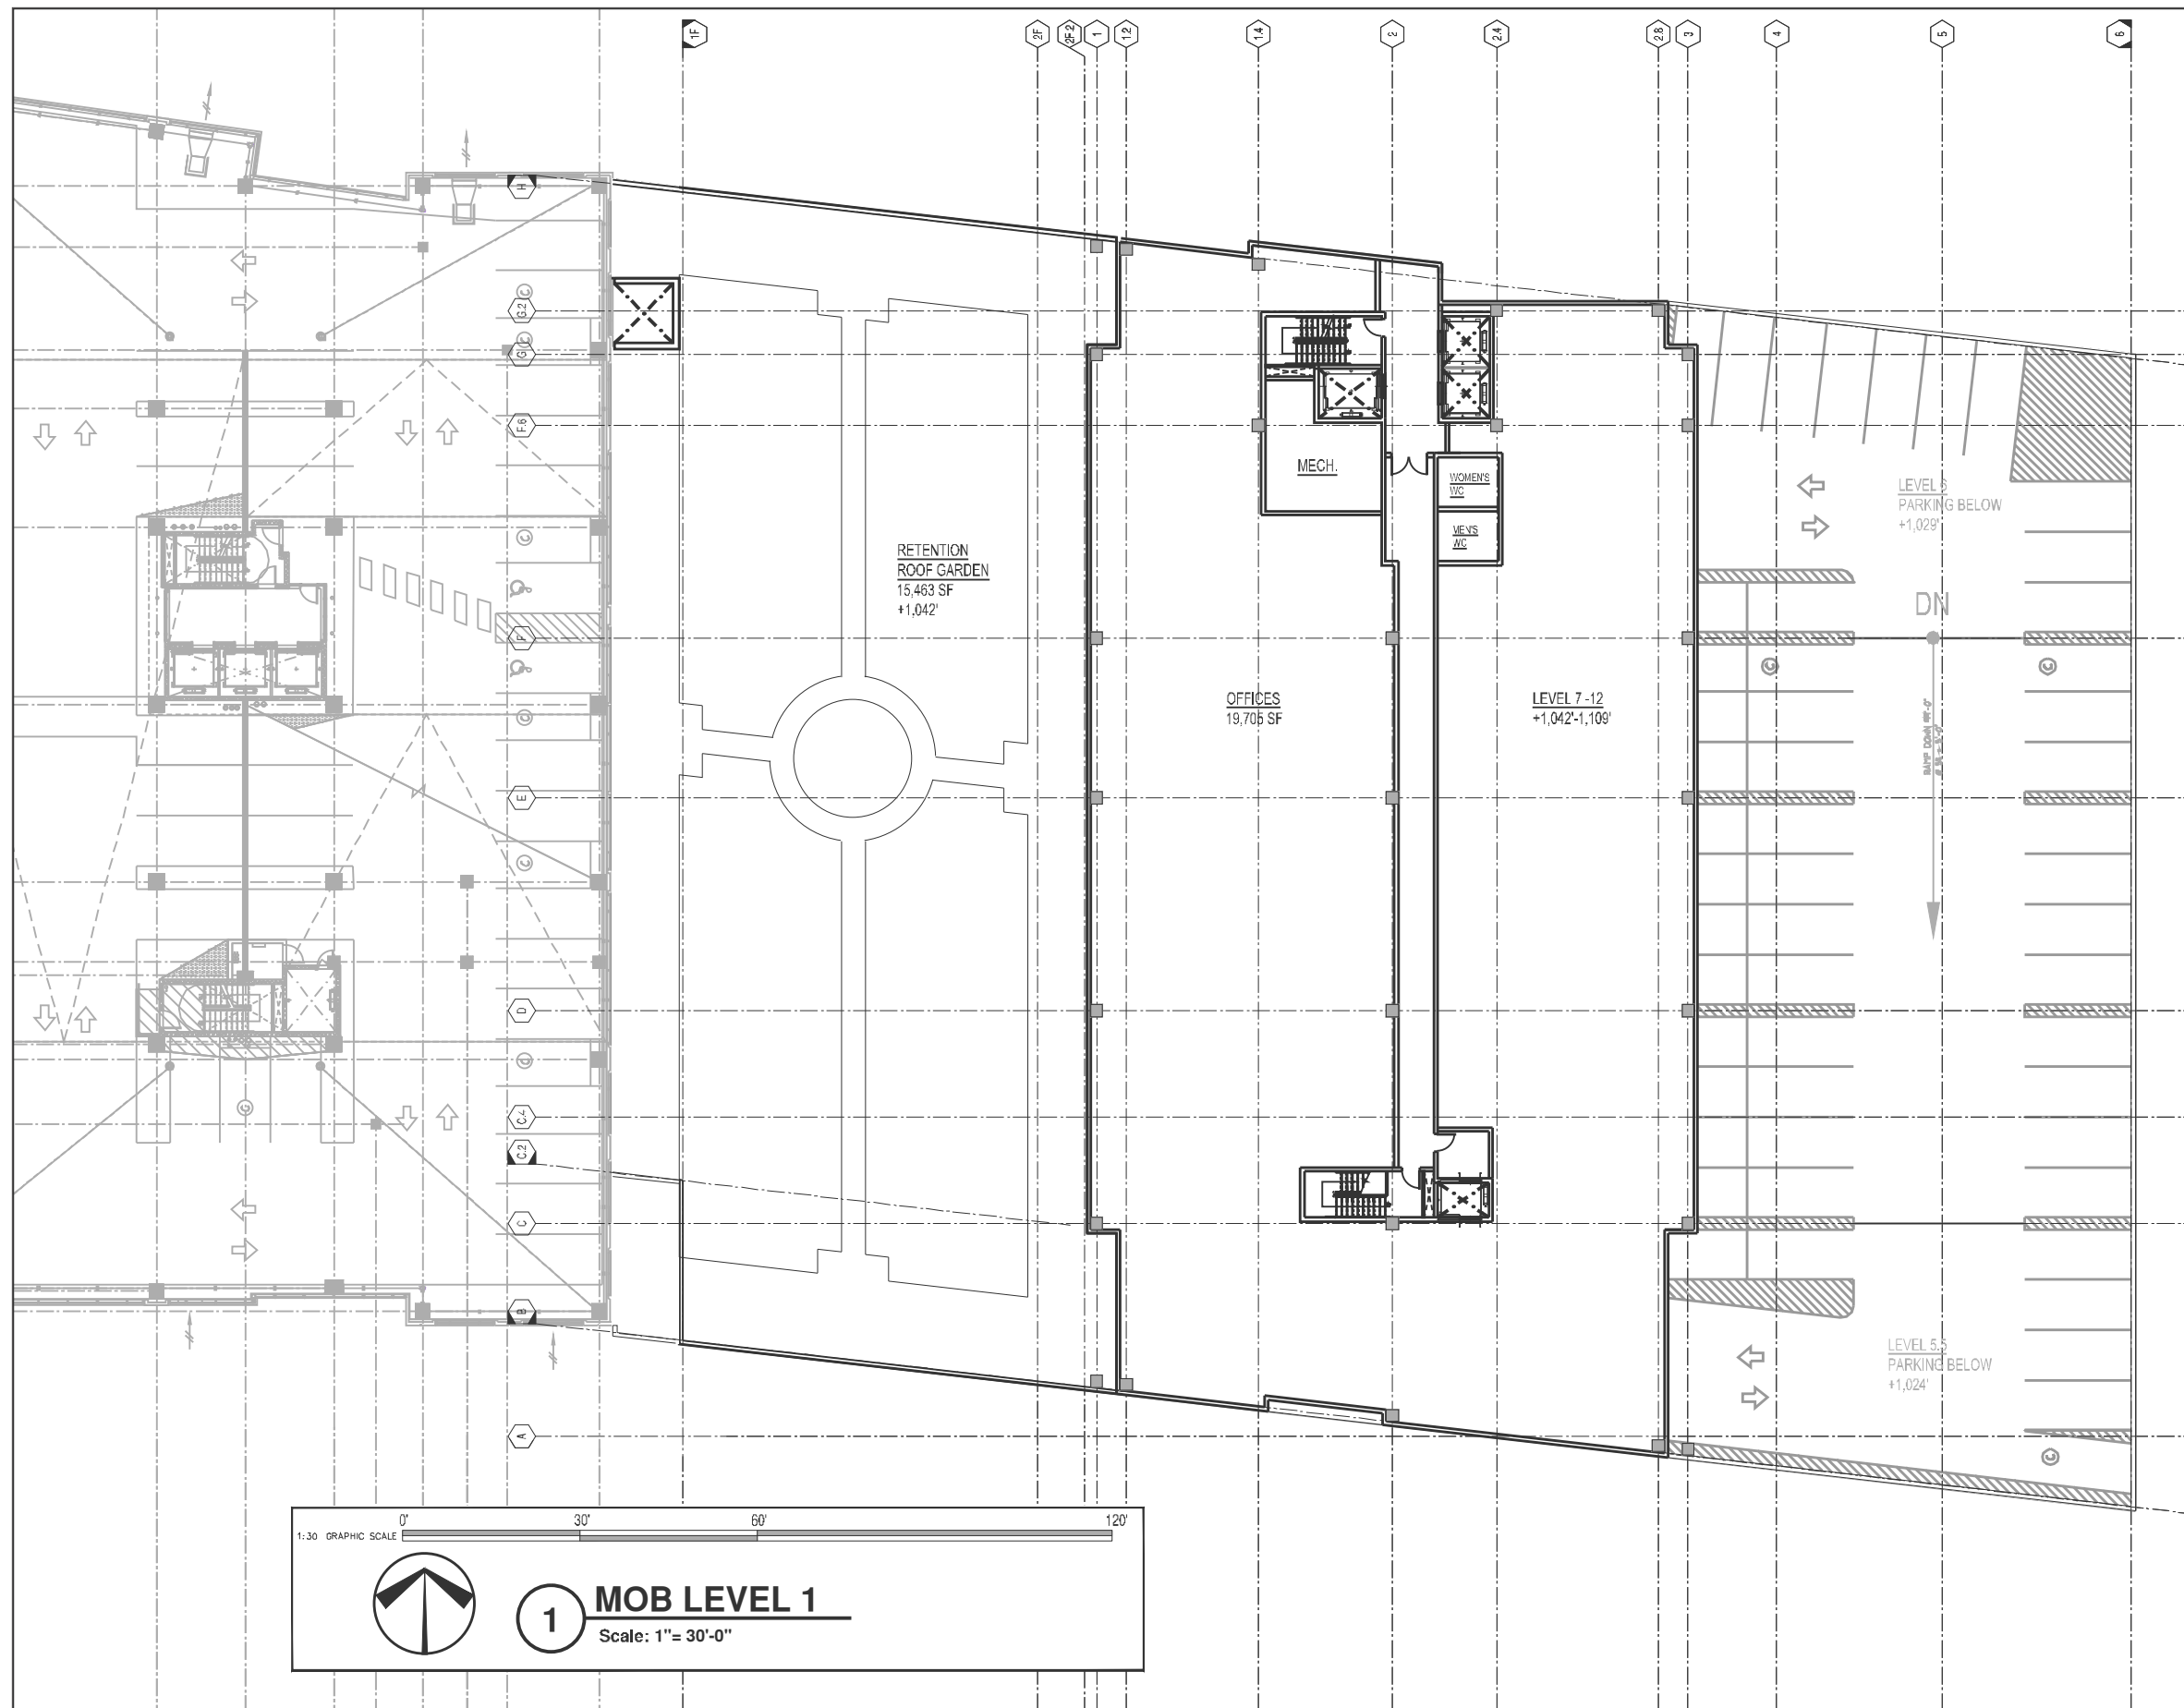 1F
2F
2F.2
1
1.2
1.4
2
2.4
2.8
3
4
5
6
H
G.2
G
F.6
F
E
D
C.4
C.2
C
B
A
C
C
C
C
C
C
G
C
C
C
MECH.
WOMEN'S
WC
MEN'S
WC
RETENTION
ROOF GARDEN
15,463 SF
+1,042'
OFFICES
19,705 SF
LEVEL 7 -12
+1,042'-1,109'
LEVEL 6
PARKING BELOW
+1,029'
DN
LEVEL 5.5
PARKING BELOW
+1,024'
0' 30' 60' 120'
1:30 GRAPHIC SCALE
1 MOB LEVEL 1
Scale: 1"= 30'-0"